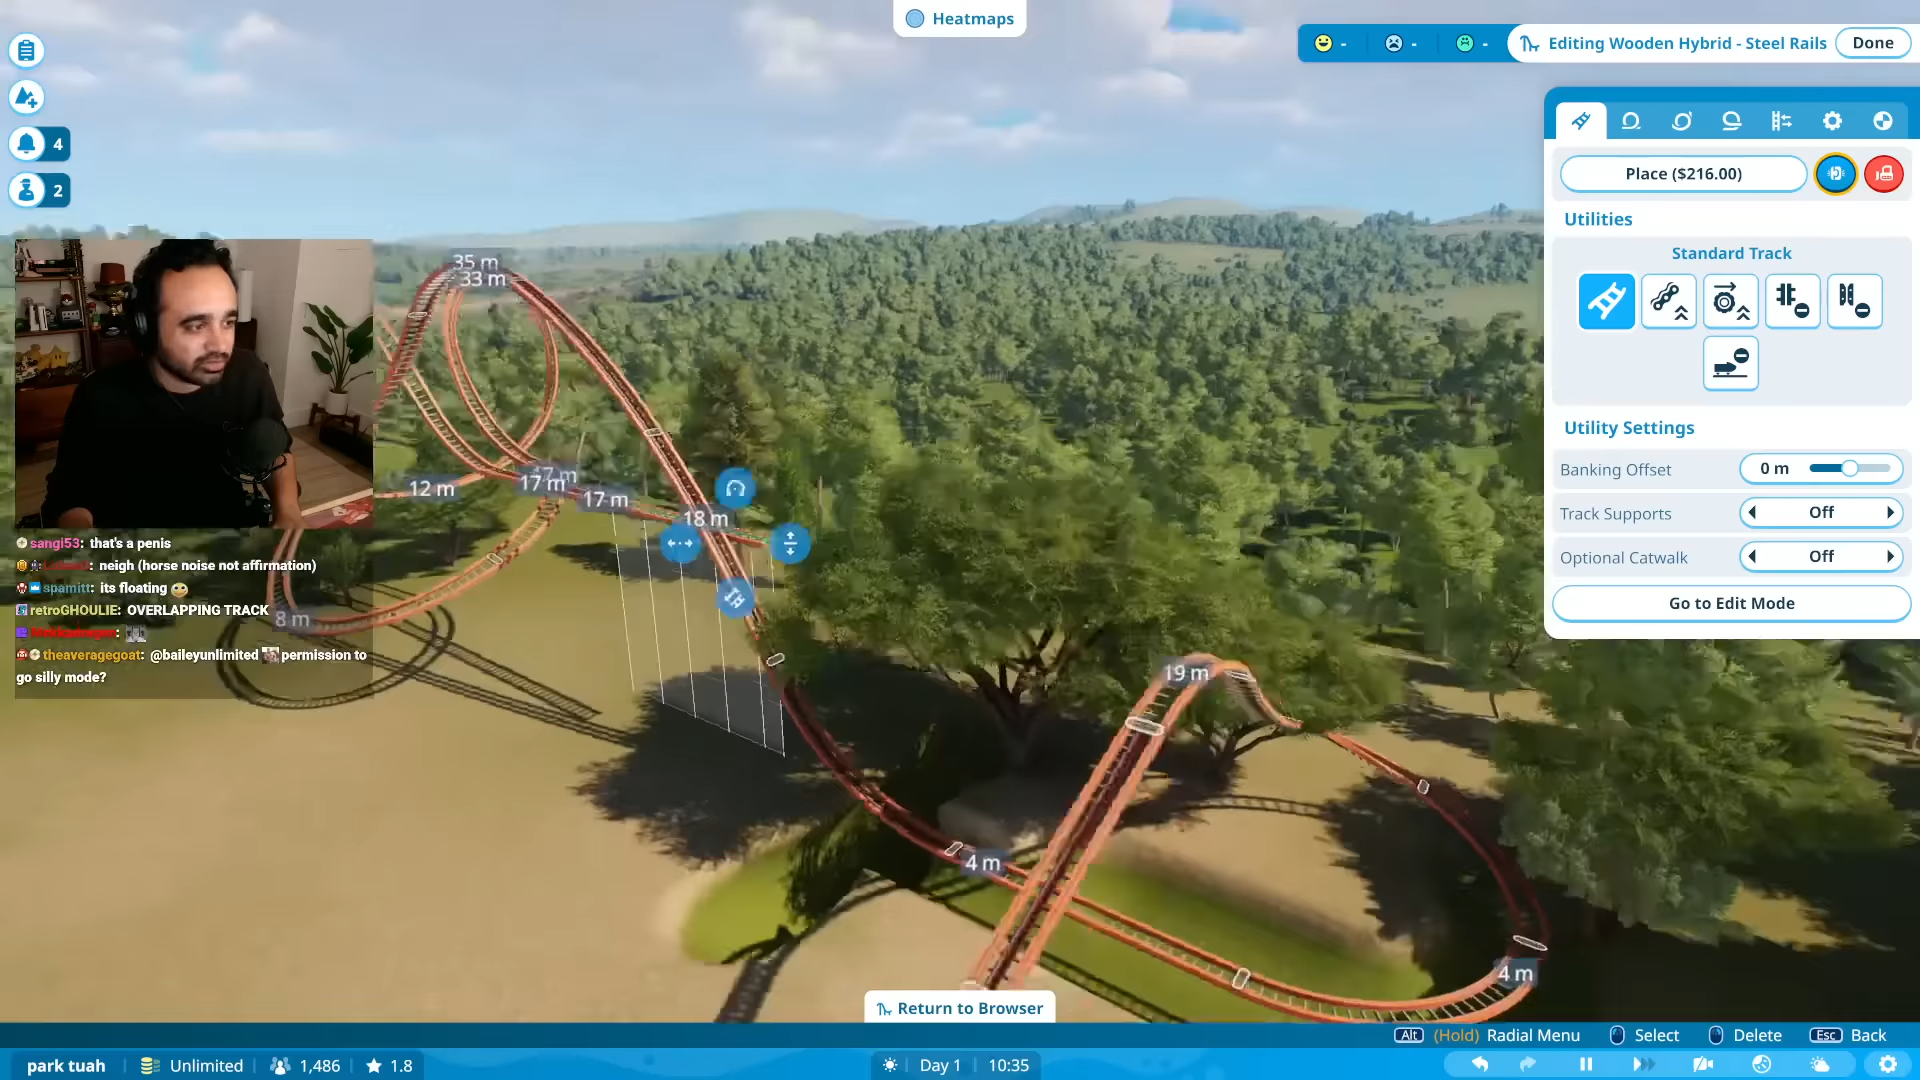 Heatmaps
- - -
Editing Wooden Hybrid - Steel Rails
Done
4
2
Place ($216.00)
Utilities
Standard Track
Utility Settings
Banking Offset
0 m
Track Supports
Off
Optional Catwalk
Off
Go to Edit Mode
35 m
33 m
12 m
17 m
17 m
17 m
18 m
8 m
19 m
4 m
4 m
sangi53: that's a penis
neigh (horse noise not affirmation)
spamitt: its floating
retroGHOULIE: OVERLAPPING TRACK
theaveragegoat: @baileyunlimited permission to
go silly mode?
Return to Browser
Alt (Hold) Radial Menu Select Delete Esc Back
park tuah Unlimited 1,486 1.8 Day 1 10:35